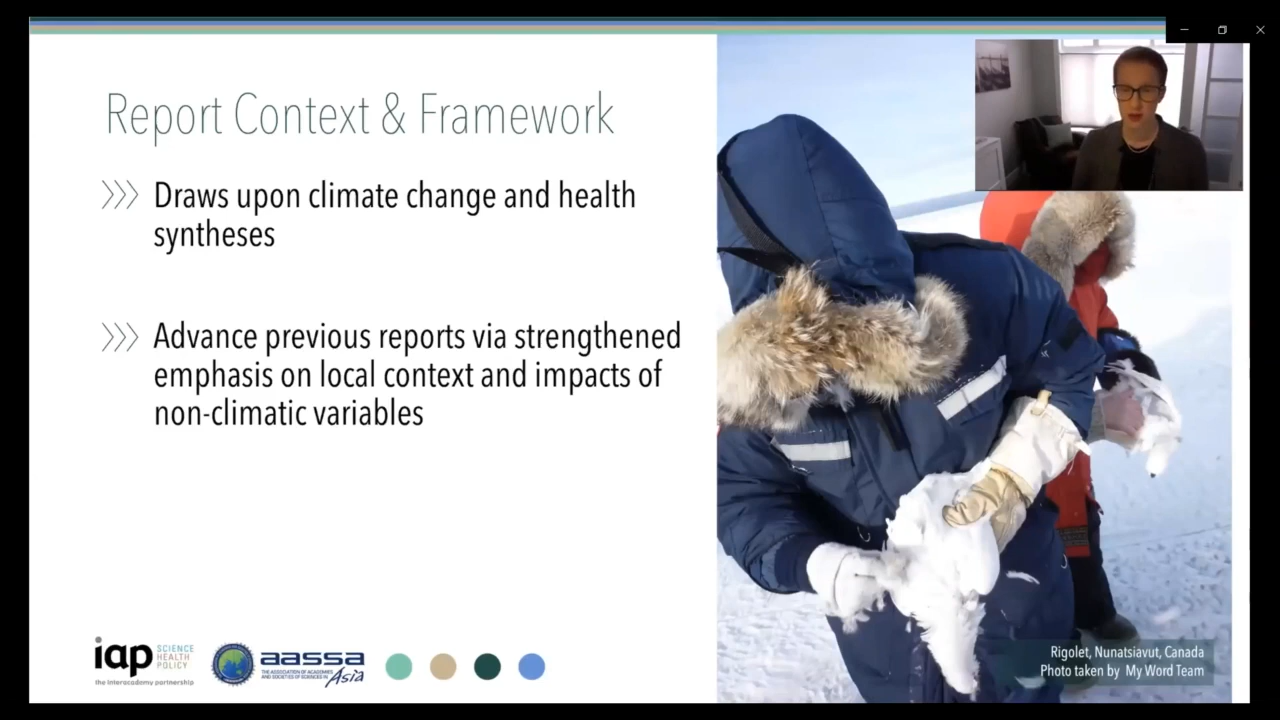 Report Context & Framework
Draws upon climate change and health
syntheses
Advance previous reports via strengthened
emphasis on local context and impacts of
non-climatic variables
iap SCIENCE
HEALTH
POLICY
the interacademy partnership
aassa
THE ASSOCIATION OF ACADEMIES
AND SOCIETIES OF SCIENCES IN
Asia
Rigolet, Nunatsiavut, Canada
Photo taken by My Word Team